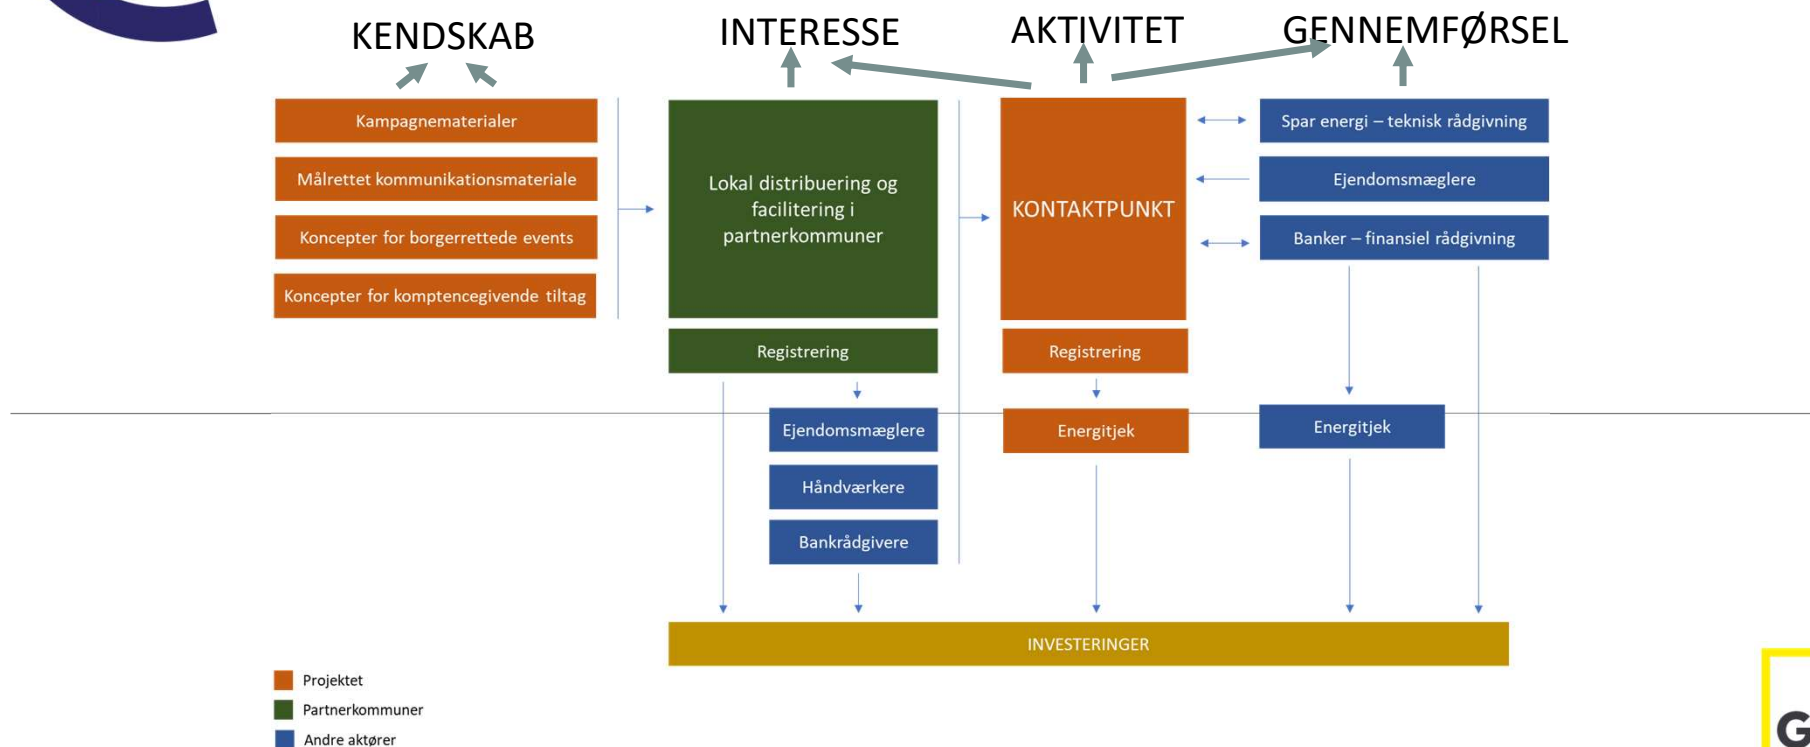 KENDSKAB
INTERESSE
AKTIVITET
GENNEMFØRSEL
Kampagnematerialer
Målrettet kommunikationsmateriale
Koncepter for borgerrettede events
Koncepter for komptencegivende tiltag
Lokal distribuering og
facilitering i
partnerkommuner
Registrering
Ejendomsmæglere
Håndværkere
Bankrådgivere
KONTAKTPUNKT
Registrering
Energitjek
Spar energi – teknisk rådgivning
Ejendomsmæglere
Banker – finansiel rådgivning
Energitjek
INVESTERINGER
Projektet
Partnerkommuner
Andre aktører
G